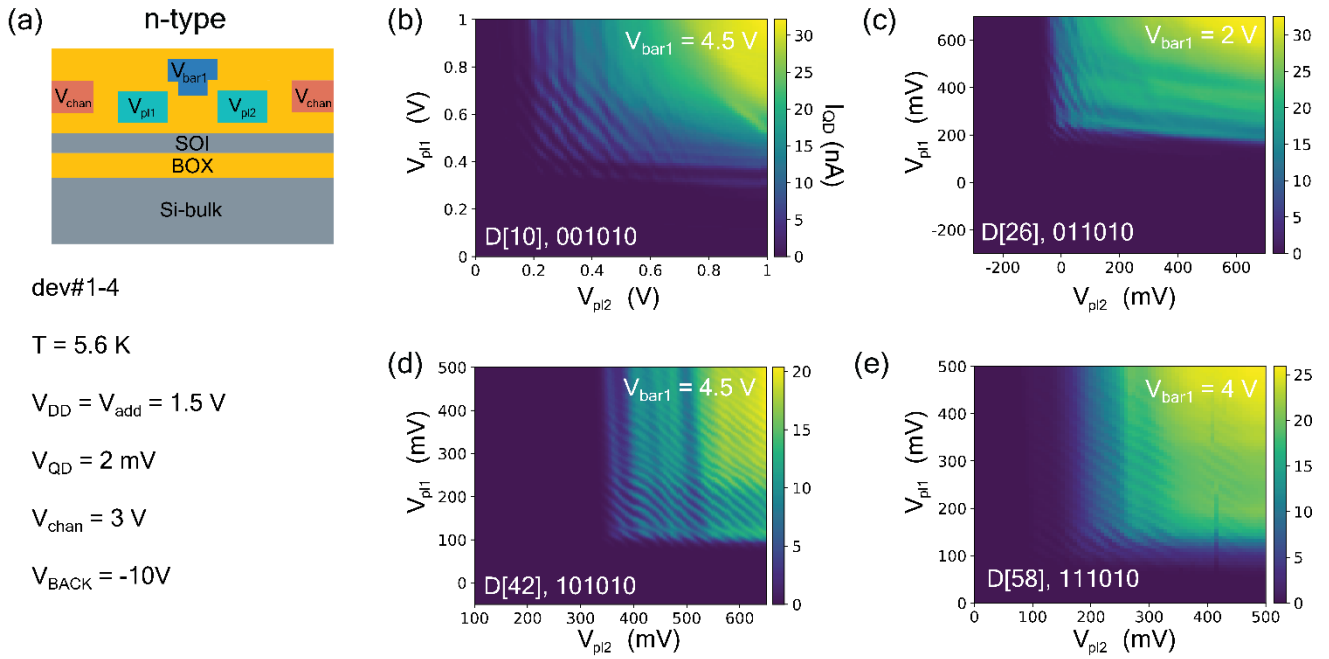 (a)
n-type
V_bar1
V_chan
V_pl1
V_pl2
V_chan
SOI
BOX
Si-bulk
dev#1-4
T = 5.6 K
V_DD = V_add = 1.5 V
V_QD = 2 mV
V_chan = 3 V
V_BACK = -10V
(b)
V_bar1 = 4.5 V
D[10], 001010
V_pl1 (V)
1
0.8
0.6
0.4
0.2
0
0
0.2
0.4
0.6
0.8
1
V_pl2 (V)
30
25
20
15
10
5
0
I_QD (nA)
(c)
V_bar1 = 2 V
D[26], 011010
V_pl1 (mV)
600
400
200
0
-200
-200
0
200
400
600
V_pl2 (mV)
30
25
20
15
10
5
0
(d)
V_bar1 = 4.5 V
D[42], 101010
V_pl1 (mV)
500
400
300
200
100
0
100
200
300
400
500
600
V_pl2 (mV)
20
15
10
5
0
(e)
V_bar1 = 4 V
D[58], 111010
V_pl1 (mV)
500
400
300
200
100
0
0
100
200
300
400
500
V_pl2 (mV)
25
20
15
10
5
0